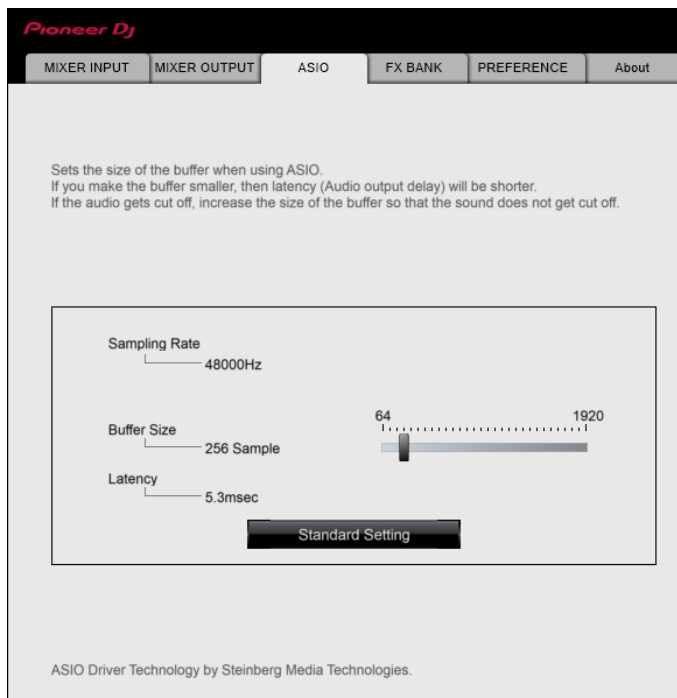 Pioneer Dj
MIXER INPUT
MIXER OUTPUT
ASIO
FX BANK
PREFERENCE
About
Sets the size of the buffer when using ASIO.
If you make the buffer smaller, then latency (Audio output delay) will be shorter.
If the audio gets cut off, increase the size of the buffer so that the sound does not get cut off.
Sampling Rate
48000Hz
64 1920
Buffer Size
256 Sample
Latency
5.3msec
Standard Setting
ASIO Driver Technology by Steinberg Media Technologies.